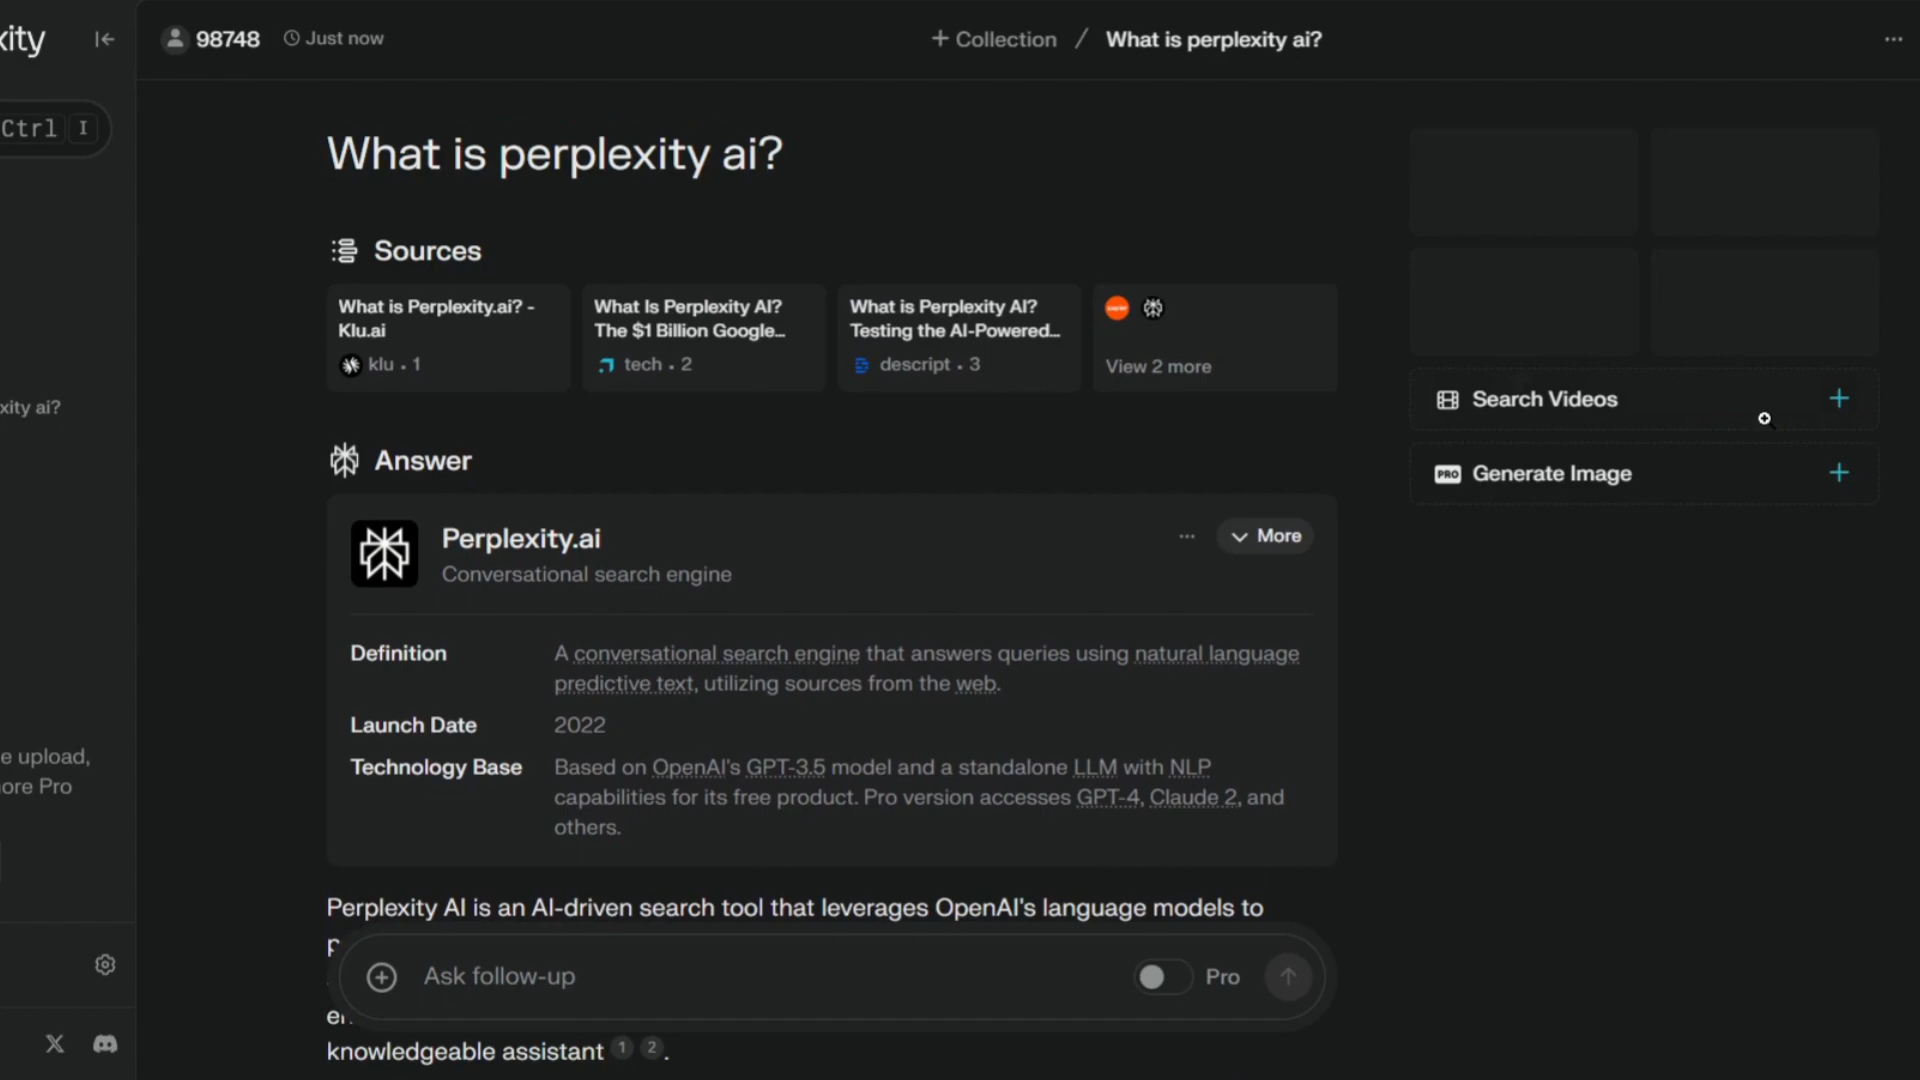 xity
98748
Just now
+ Collection / What is perplexity ai?
...
Ctrl I
What is perplexity ai?
Sources
What is Perplexity.ai? -
Klu.ai
klu · 1
What Is Perplexity AI?
The $1 Billion Google...
tech · 2
What is Perplexity AI?
Testing the AI-Powered...
descript · 3
View 2 more
Search Videos
PRO Generate Image
xity ai?
Answer
Perplexity.ai
Conversational search engine
... More
Definition
A conversational search engine that answers queries using natural language
predictive text, utilizing sources from the web.
Launch Date
2022
Technology Base
Based on OpenAI's GPT-3.5 model and a standalone LLM with NLP
capabilities for its free product. Pro version accesses GPT-4, Claude 2, and
others.
e upload,
ore Pro
Perplexity AI is an AI-driven search tool that leverages OpenAI's language models to
Ask follow-up
Pro
knowledgeable assistant 1 2 .